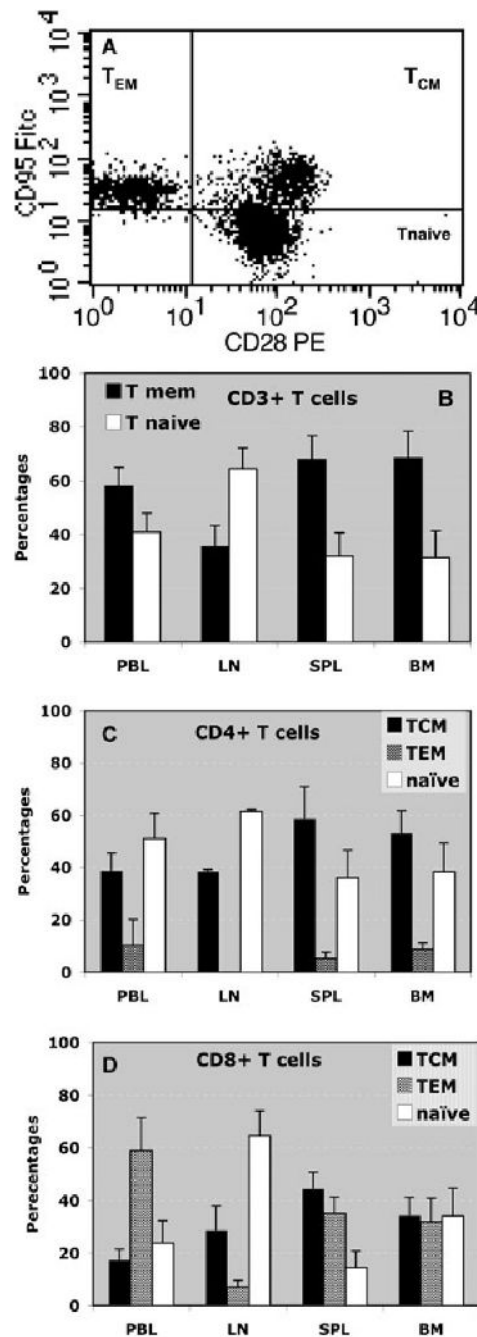 A
T_EM
T_CM
Tnaive
CD95 Fitc
10^4
10^3
10^2
10^1
10^0
10^0 10^1 10^2 10^3 10^4
CD28 PE
T mem
T naive
CD3+ T cells
B
Percentages
100
80
60
40
20
0
PBL LN SPL BM
C
CD4+ T cells
TCM
TEM
naïve
Percentages
100
80
60
40
20
0
PBL LN SPL BM
D
CD8+ T cells
TCM
TEM
naïve
Perecentages
100
80
60
40
20
0
PBL LN SPL BM